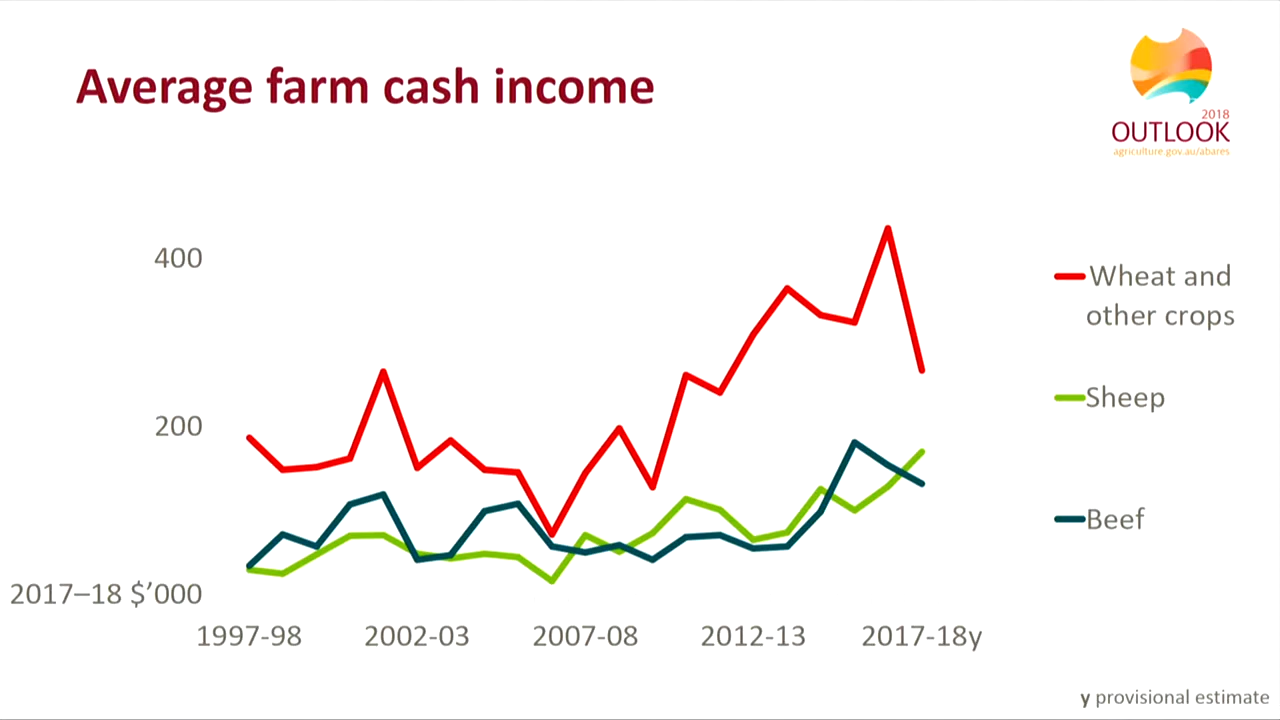 Average farm cash income
2018
OUTLOOK
agriculture.gov.au/abares
400
200
2017–18 $’000
1997-98 2002-03 2007-08 2012-13 2017-18y
Wheat and
other crops
Sheep
Beef
y provisional estimate